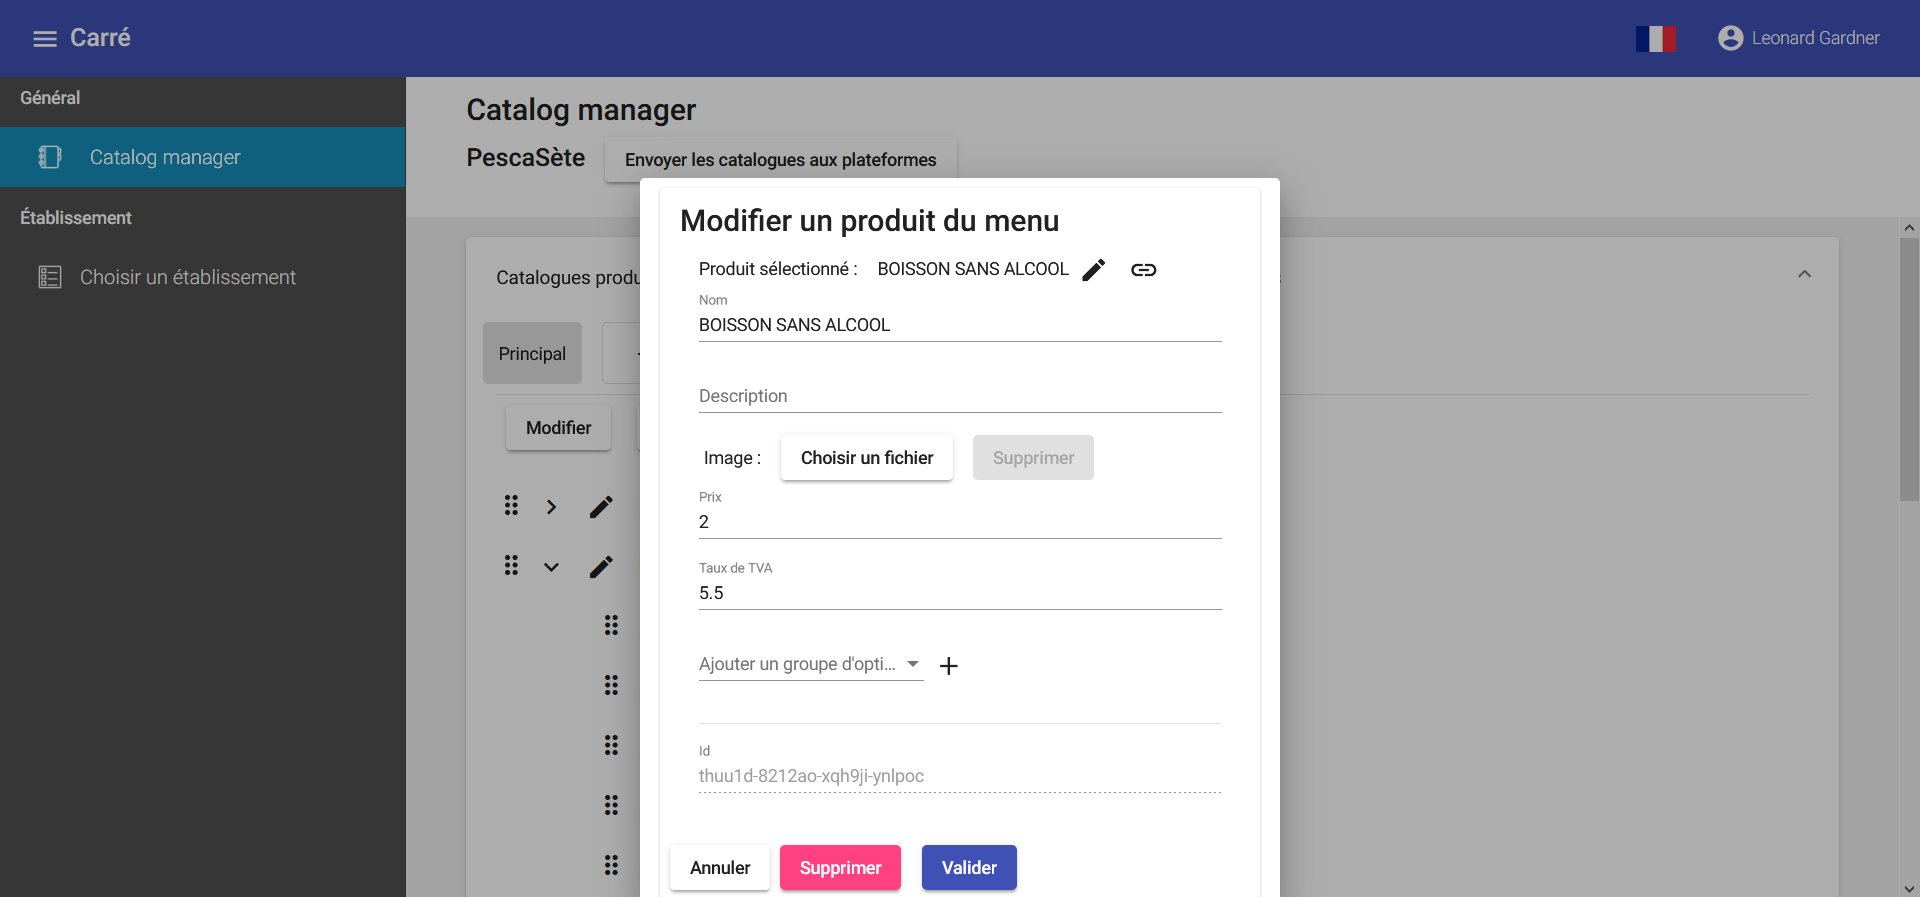 Carré
Leonard Gardner
Général
Catalog manager
Établissement
Choisir un établissement
Catalog manager
PescaSète
Envoyer les catalogues aux plateformes
Catalogues
Principal
Modifier
Modifier un produit du menu
Produit sélectionné : BOISSON SANS ALCOOL
Nom
BOISSON SANS ALCOOL
Description
Image :
Choisir un fichier
Supprimer
Prix
2
Taux de TVA
5.5
Ajouter un groupe d'opti...
Id
thuu1d-8212ao-xqh9ji-ynlpoc
Annuler
Supprimer
Valider